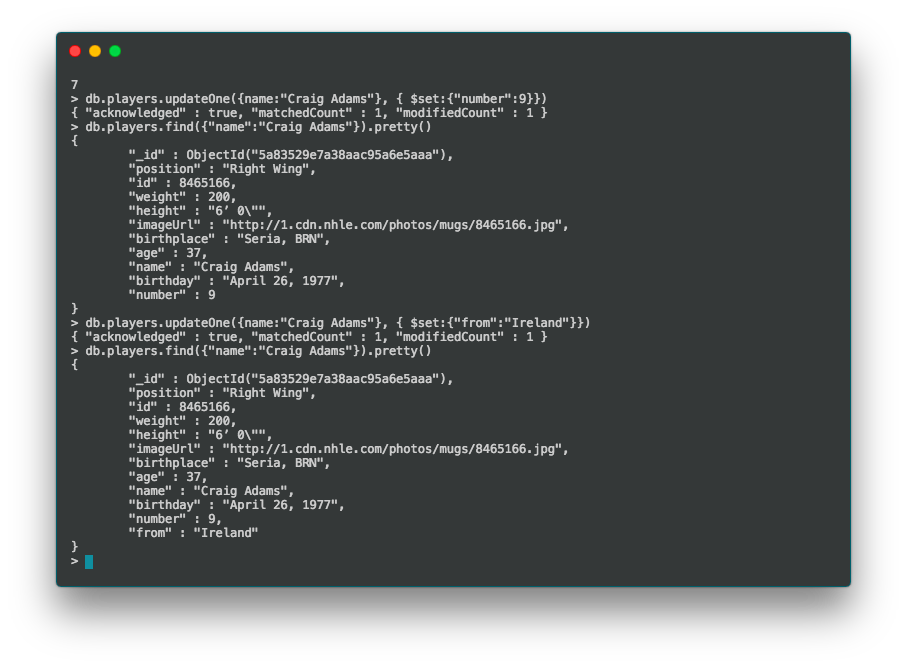 7
> db.players.updateOne({name:"Craig Adams"}, { $set:{"number":9}})
{ "acknowledged" : true, "matchedCount" : 1, "modifiedCount" : 1 }
> db.players.find({"name":"Craig Adams"}).pretty()
{
        "_id" : ObjectId("5a83529e7a38aac95a6e5aaa"),
        "position" : "Right Wing",
        "id" : 8465166,
        "weight" : 200,
        "height" : "6’ 0\"",
        "imageUrl" : "http://1.cdn.nhle.com/photos/mugs/8465166.jpg",
        "birthplace" : "Seria, BRN",
        "age" : 37,
        "name" : "Craig Adams",
        "birthday" : "April 26, 1977",
        "number" : 9
}
> db.players.updateOne({name:"Craig Adams"}, { $set:{"from":"Ireland"}})
{ "acknowledged" : true, "matchedCount" : 1, "modifiedCount" : 1 }
> db.players.find({"name":"Craig Adams"}).pretty()
{
        "_id" : ObjectId("5a83529e7a38aac95a6e5aaa"),
        "position" : "Right Wing",
        "id" : 8465166,
        "weight" : 200,
        "height" : "6’ 0\"",
        "imageUrl" : "http://1.cdn.nhle.com/photos/mugs/8465166.jpg",
        "birthplace" : "Seria, BRN",
        "age" : 37,
        "name" : "Craig Adams",
        "birthday" : "April 26, 1977",
        "number" : 9,
        "from" : "Ireland"
}
>